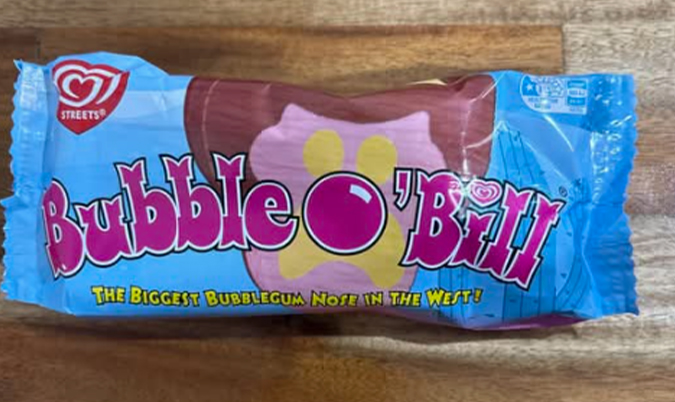 STREETS®
Bubble O'Bill
THE BIGGEST BUBBLEGUM NOSE IN THE WEST!